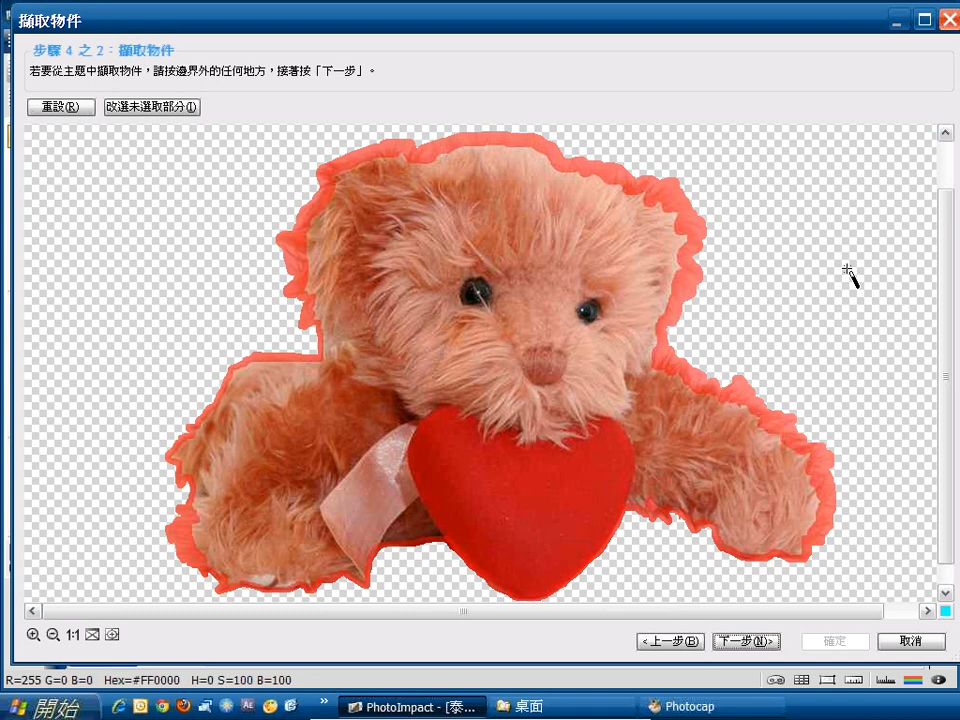 擷取物件
步驟 4 之 2：擷取物件
若要從主題中擷取物件，請按邊界外的任何地方，接著按「下一步」。
重設(R)
改選未選取部分(I)
1:1
<上一步(B)
下一步(N)>
確定
取消
R=255 G=0 B=0 Hex=#FF0000 H=0 S=100 B=100
開始
PhotoImpact - [泰...
桌面
Photocap